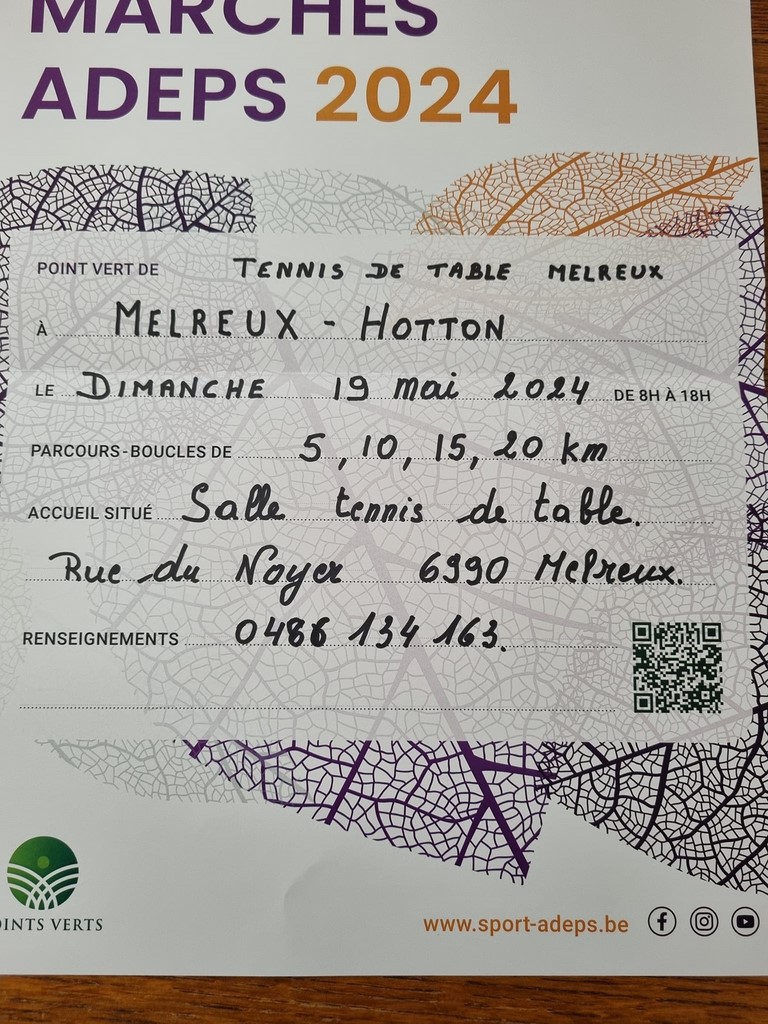 MARCHES
ADEPS 2024
POINT VERT DE TENNIS DE TABLE MELREUX
À MELREUX - HOTTON
LE DIMANCHE 19 mai 2024 DE 8H À 18H
PARCOURS-BOUCLES DE 5, 10, 15, 20 km
ACCUEIL SITUÉ Salle tennis de table.
Rue du Noyer 6990 Melreux.
RENSEIGNEMENTS 0486 134 163.
OINTS VERTS
www.sport-adeps.be